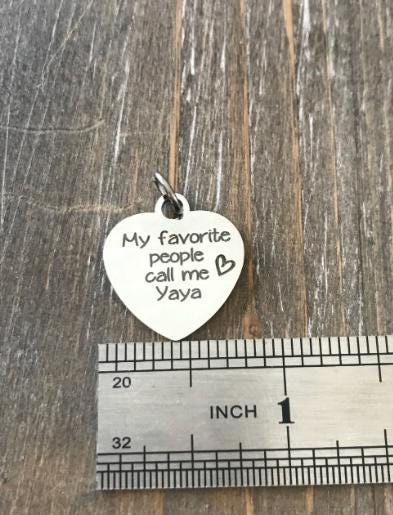 My favorite
people
call me
Yaya
20
INCH 1
32